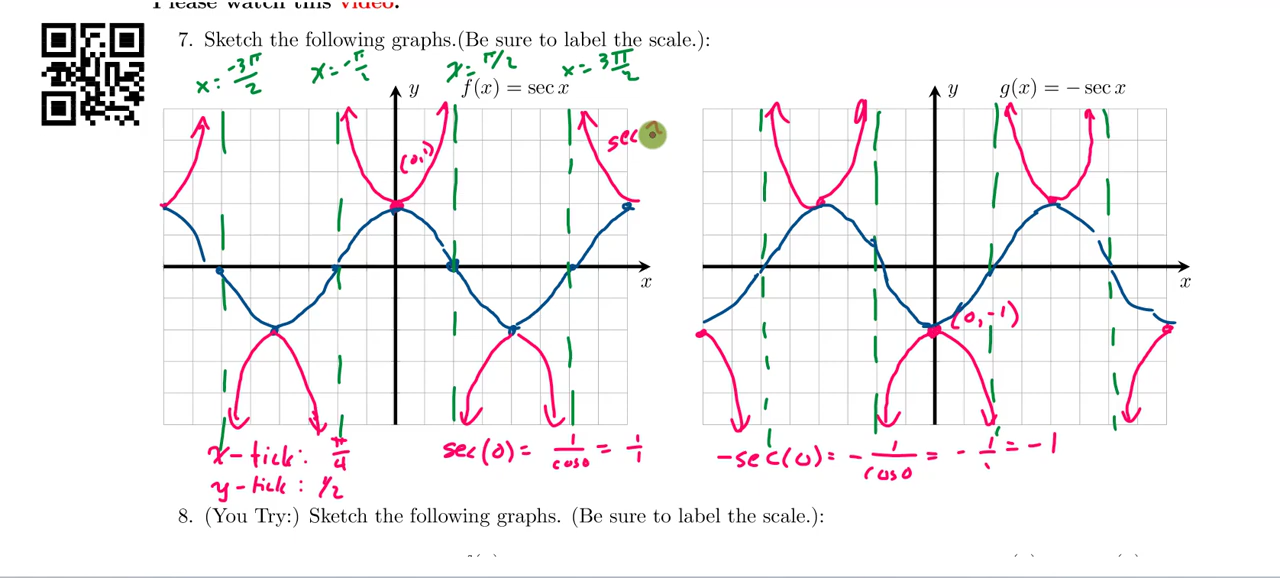 Please watch this video.
7. Sketch the following graphs.(Be sure to label the scale.):
x = -3π/2
x = -π/2
x = π/2
x = 3π/2
y
f(x) = sec x
y
g(x) = − sec x
(0,1)
sec
x
x
(0,-1)
x-tick: π/4
y-tick: 1/2
sec(0) = 1/cos0 = 1/1
-sec(0) = - 1/cos0 = - 1/1 = -1
8. (You Try:) Sketch the following graphs. (Be sure to label the scale.):